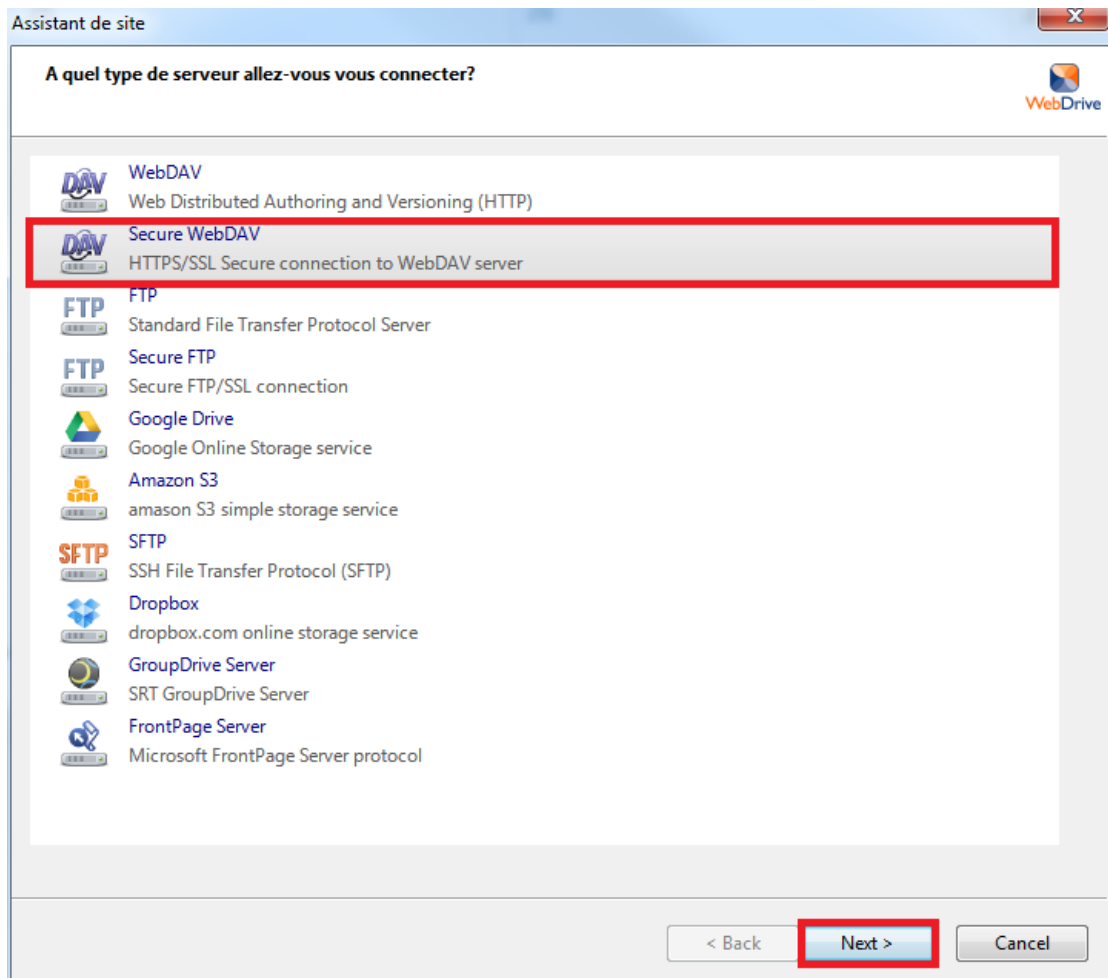 Assistant de site
A quel type de serveur allez-vous vous connecter?
WebDrive
DAV
WebDAV
Web Distributed Authoring and Versioning (HTTP)
DAV
Secure WebDAV
HTTPS/SSL Secure connection to WebDAV server
FTP
FTP
Standard File Transfer Protocol Server
FTP
Secure FTP
Secure FTP/SSL connection
Google Drive
Google Online Storage service
Amazon S3
amason S3 simple storage service
SFTP
SFTP
SSH File Transfer Protocol (SFTP)
Dropbox
dropbox.com online storage service
GroupDrive Server
SRT GroupDrive Server
FrontPage Server
Microsoft FrontPage Server protocol
< Back
Next >
Cancel